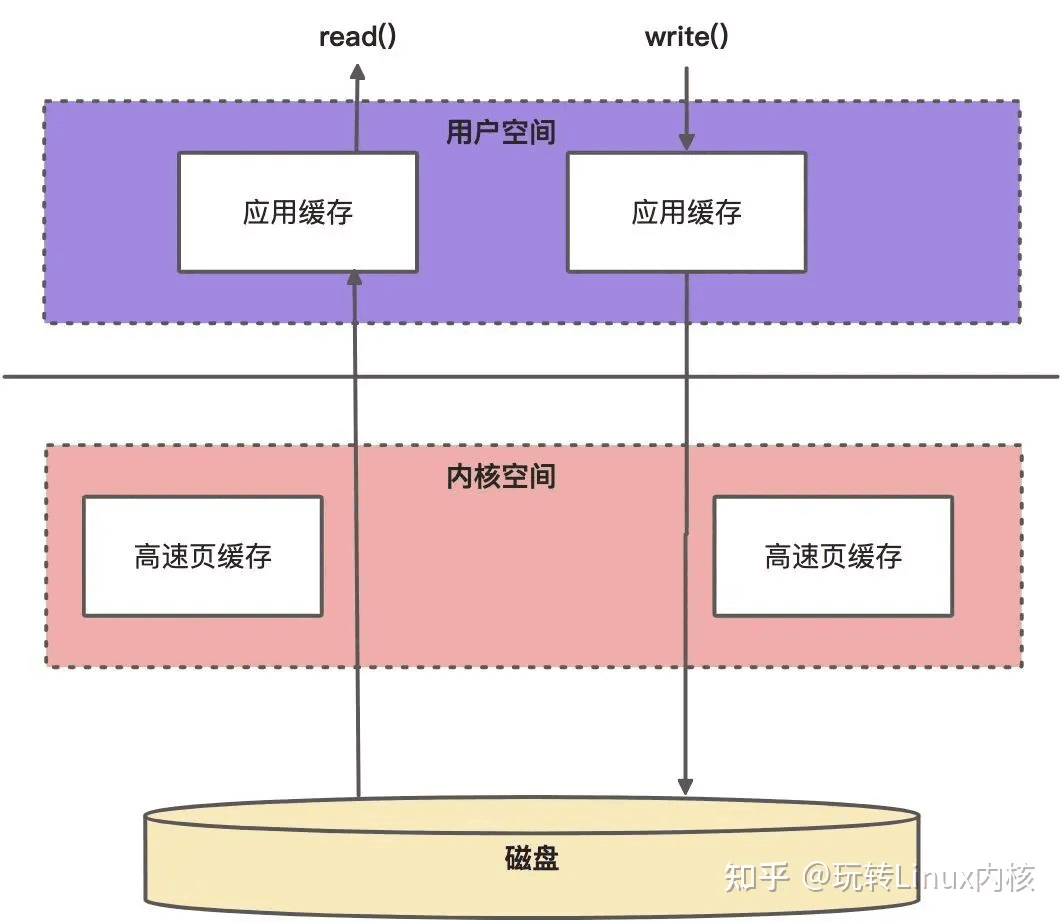 read() write()
用户空间
应用缓存 应用缓存
内核空间
高速页缓存 高速页缓存
磁盘
知乎 @玩转Linux内核